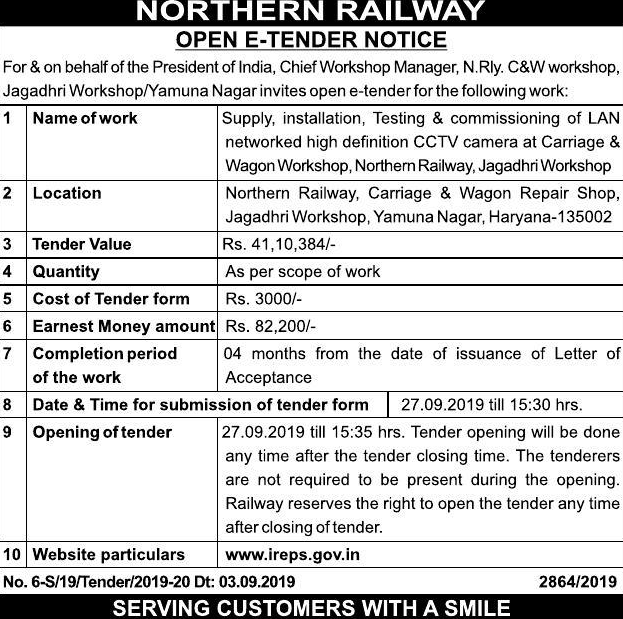 NORTHERN RAILWAY
OPEN E-TENDER NOTICE
For & on behalf of the President of India, Chief Workshop Manager, N.Rly. C&W workshop,
Jagadhri Workshop/Yamuna Nagar invites open e-tender for the following work:
1 Name of work Supply, installation, Testing & commissioning of LAN
networked high definition CCTV camera at Carriage &
Wagon Workshop, Northern Railway, Jagadhri Workshop
2 Location Northern Railway, Carriage & Wagon Repair Shop,
Jagadhri Workshop, Yamuna Nagar, Haryana-135002
3 Tender Value Rs. 41,10,384/-
4 Quantity As per scope of work
5 Cost of Tender form Rs. 3000/-
6 Earnest Money amount Rs. 82,200/-
7 Completion period 04 months from the date of issuance of Letter of
of the work Acceptance
8 Date & Time for submission of tender form 27.09.2019 till 15:30 hrs.
9 Opening of tender 27.09.2019 till 15:35 hrs. Tender opening will be done
any time after the tender closing time. The tenderers
are not required to be present during the opening.
Railway reserves the right to open the tender any time
after closing of tender.
10 Website particulars www.ireps.gov.in
No. 6-S/19/Tender/2019-20 Dt: 03.09.2019 2864/2019
SERVING CUSTOMERS WITH A SMILE